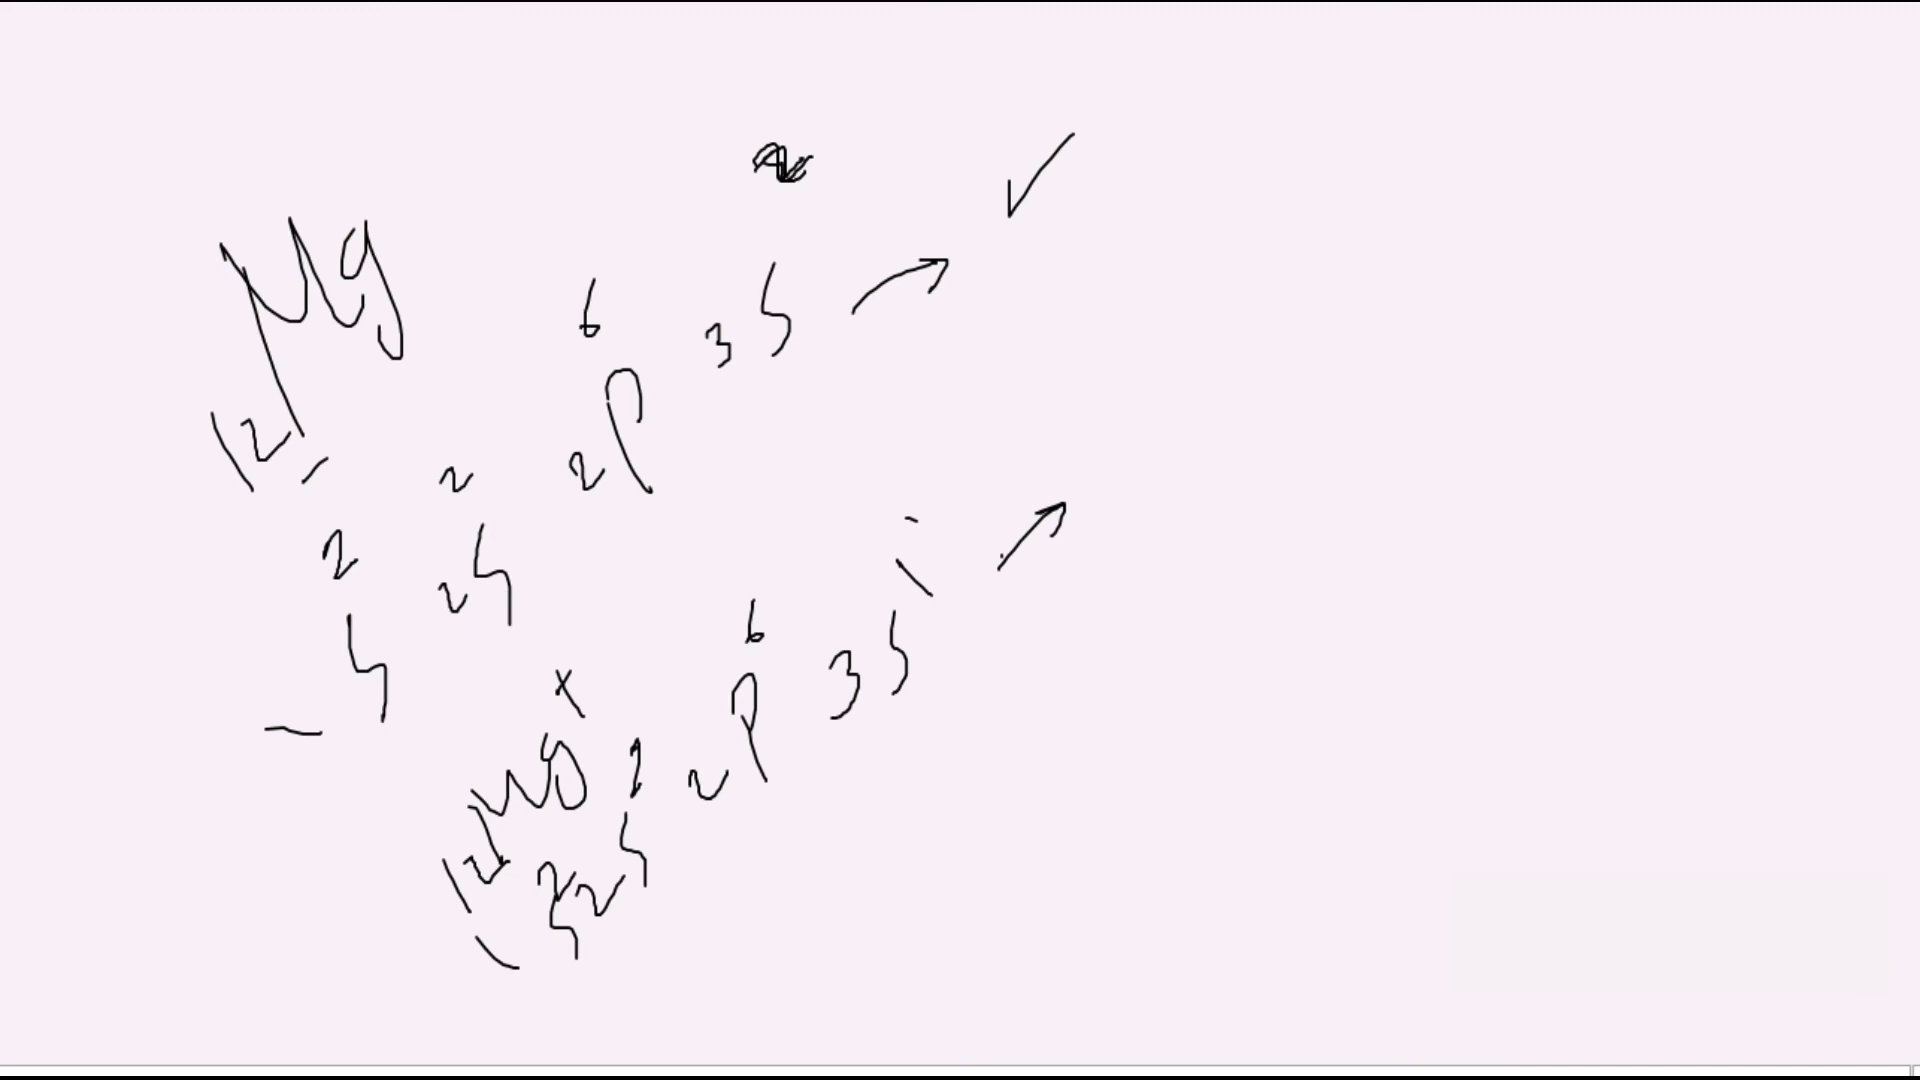 ₁₂Mg 1s² 2s² 2p⁶ 3s² → ✓
₁₂Mg⁺ 1s² 2s² 2p⁶ 3s¹ →